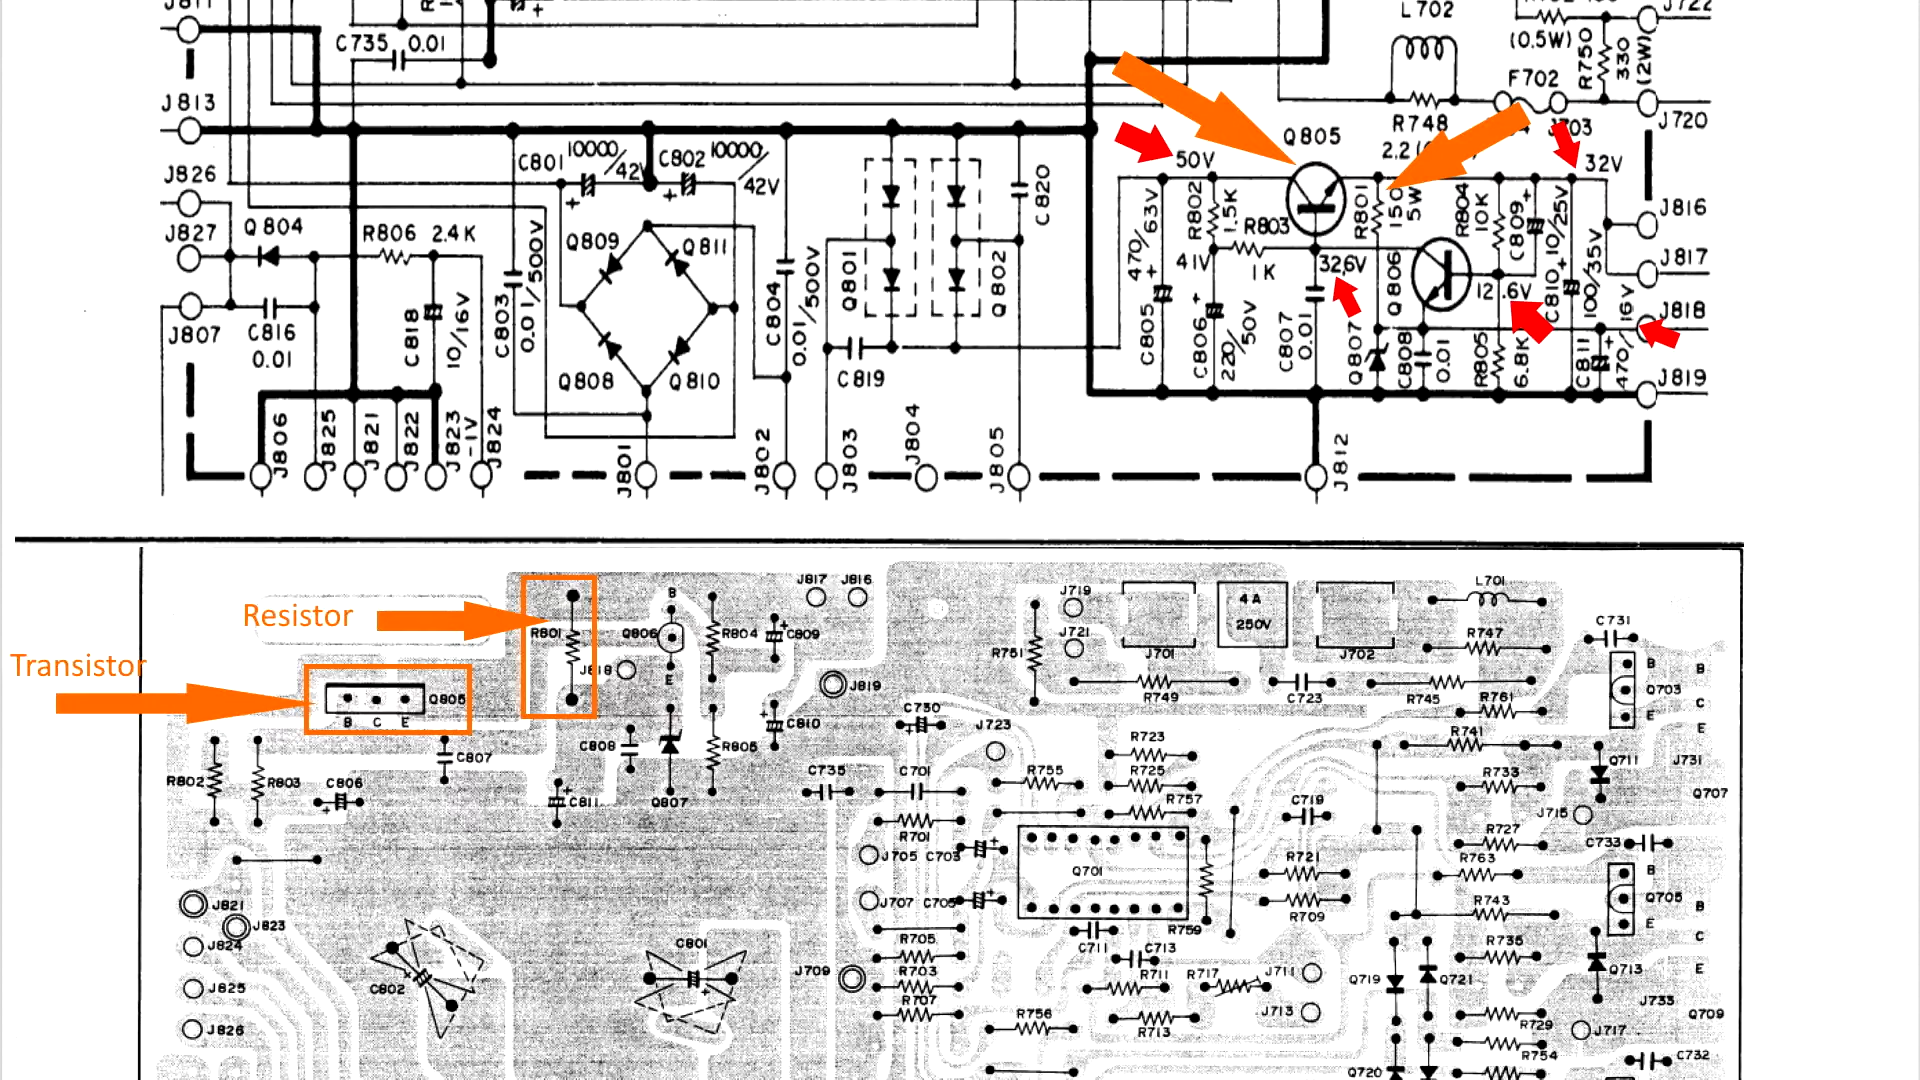 J811
C735 0.01
J813
J826
J827
J807
Q804
R806 2.4K
C816
0.01
C818
10/16V
C803
0.01/500V
C801
10000/42V
C802
10000/42V
Q809
Q811
Q808
Q810
C804
0.01/500V
Q801
Q802
C819
C820
J806
J825
J821
J822
J823
-1V
J824
J801
J802
J803
J804
J805
J812
L702
(0.5W)
R750
330
(2W)
J722
F702
R748
2.2
J703
J720
Q805
50V
32V
470/63V
C805
R802
1.5K
R803
1K
41V
C806
220/50V
32.6V
C807
0.01
R801
150
5W
Q806
Q807
C808
0.01
R804
10K
C809
10/25V
12.6V
R805
6.8K
C810
100/35V
C811
470/16V
J816
J817
J818
J819
Resistor
Transistor
R801
Q805
B C E
Q806
B
E
R804
C809
J817
J816
J818
J819
C810
R805
C808
Q807
C811
C807
R802
R803
C806
J821
J823
J824
J825
J826
C802
C801
J719
J721
R751
J701
4A
250V
J702
L701
R747
C731
R749
C723
R745
R761
B
Q703
E
B
C
E
C730
J723
R741
R723
R725
R755
R757
C735
C701
R701
J705
C703
J707
C705
Q701
R759
C719
R721
R709
R733
Q711
J731
Q707
J715
R727
R763
C733
R743
B
Q705
E
B
C
E
R705
R703
R707
J709
C711
C713
R711
R717
J711
J713
R713
R756
Q719
Q721
R735
Q713
J733
Q709
J717
R729
R754
C732
Q720